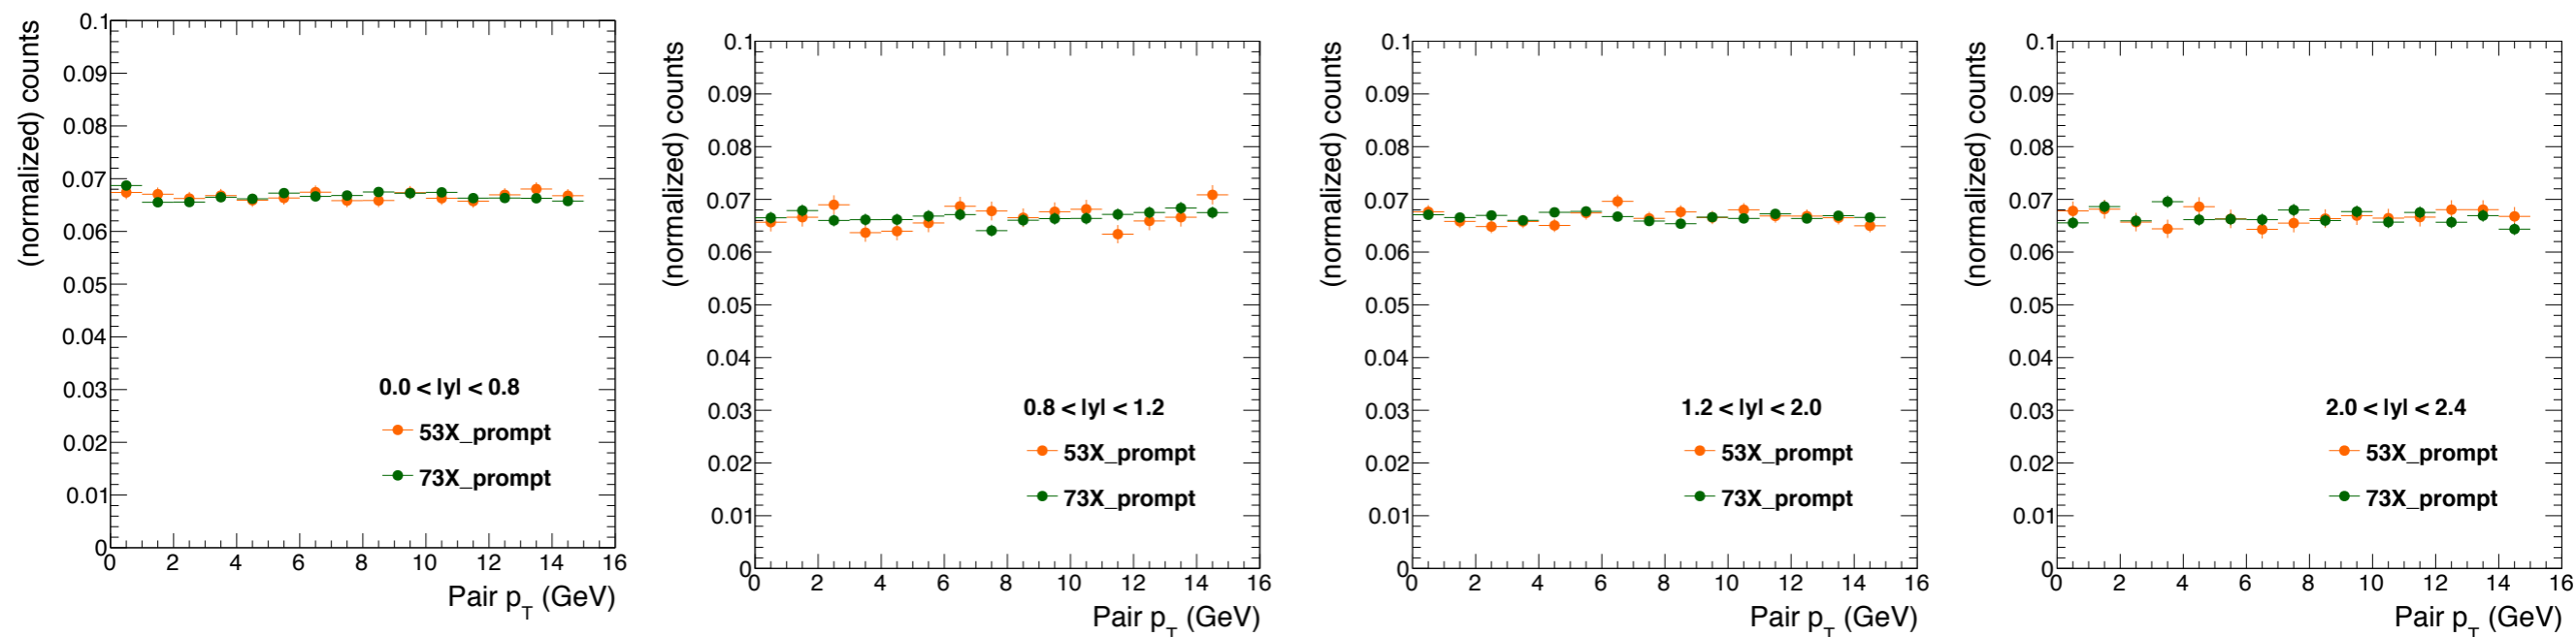 (normalized) counts
0.1
0.09
0.08
0.07
0.06
0.05
0.04
0.03
0.02
0.01
0
0 2 4 6 8 10 12 14 16
Pair p_T (GeV)
0.0 < |y| < 0.8
53X_prompt
73X_prompt
(normalized) counts
0.1
0.09
0.08
0.07
0.06
0.05
0.04
0.03
0.02
0.01
0
0 2 4 6 8 10 12 14 16
Pair p_T (GeV)
0.8 < |y| < 1.2
53X_prompt
73X_prompt
(normalized) counts
0.1
0.09
0.08
0.07
0.06
0.05
0.04
0.03
0.02
0.01
0
0 2 4 6 8 10 12 14 16
Pair p_T (GeV)
1.2 < |y| < 2.0
53X_prompt
73X_prompt
(normalized) counts
0.1
0.09
0.08
0.07
0.06
0.05
0.04
0.03
0.02
0.01
0
0 2 4 6 8 10 12 14 16
Pair p_T (GeV)
2.0 < |y| < 2.4
53X_prompt
73X_prompt